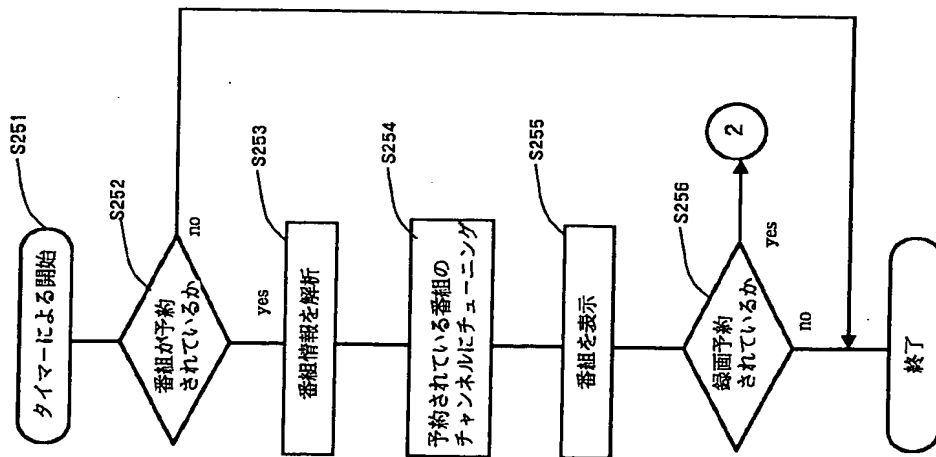 タイマーによる開始
S251
番組が予約
されているか
S252
no
yes
番組情報を解析
S253
予約されている番組の
チャンネルにチューニング
S254
番組を表示
S255
録画予約
されているか
S256
yes
2
no
終了